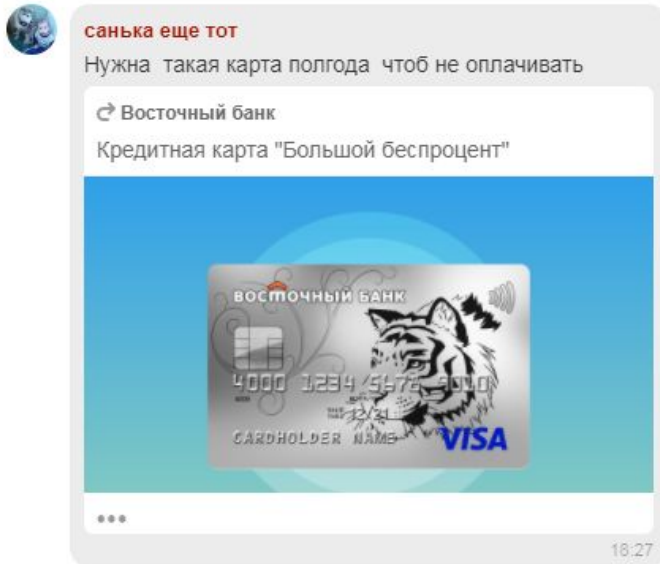 санька еще тот
Нужна такая карта полгода чтоб не оплачивать
Восточный банк
Кредитная карта "Большой беспроцент"
ВОСТОЧНЫЙ БАНК
4000 1234 5678 9010
12/21
CARDHOLDER NAME
VISA
18:27